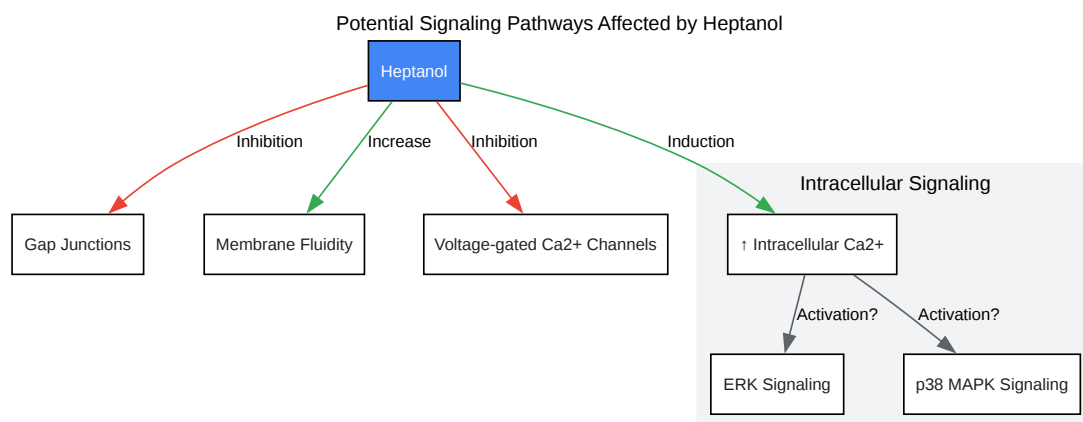 Potential Signaling Pathways Affected by Heptanol
Heptanol
Inhibition
Increase
Inhibition
Induction
Intracellular Signaling
Gap Junctions
Membrane Fluidity
Voltage-gated Ca2+ Channels
↑ Intracellular Ca2+
Activation?
Activation?
ERK Signaling
p38 MAPK Signaling